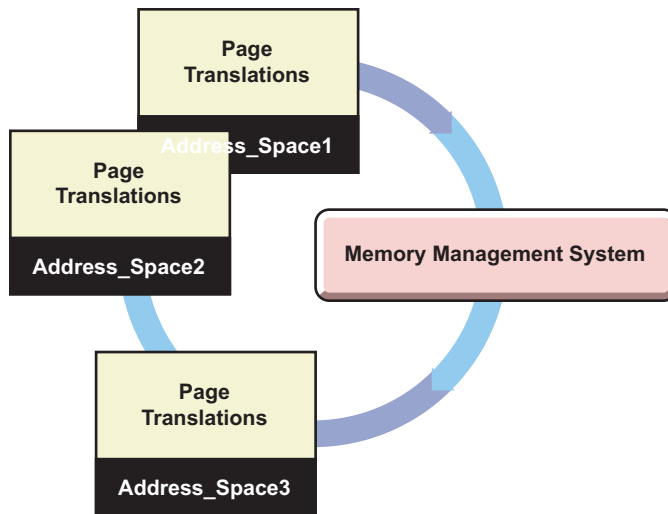 Page
Translations
Address_Space1
Page
Translations
Address_Space2
Memory Management System
Page
Translations
Address_Space3